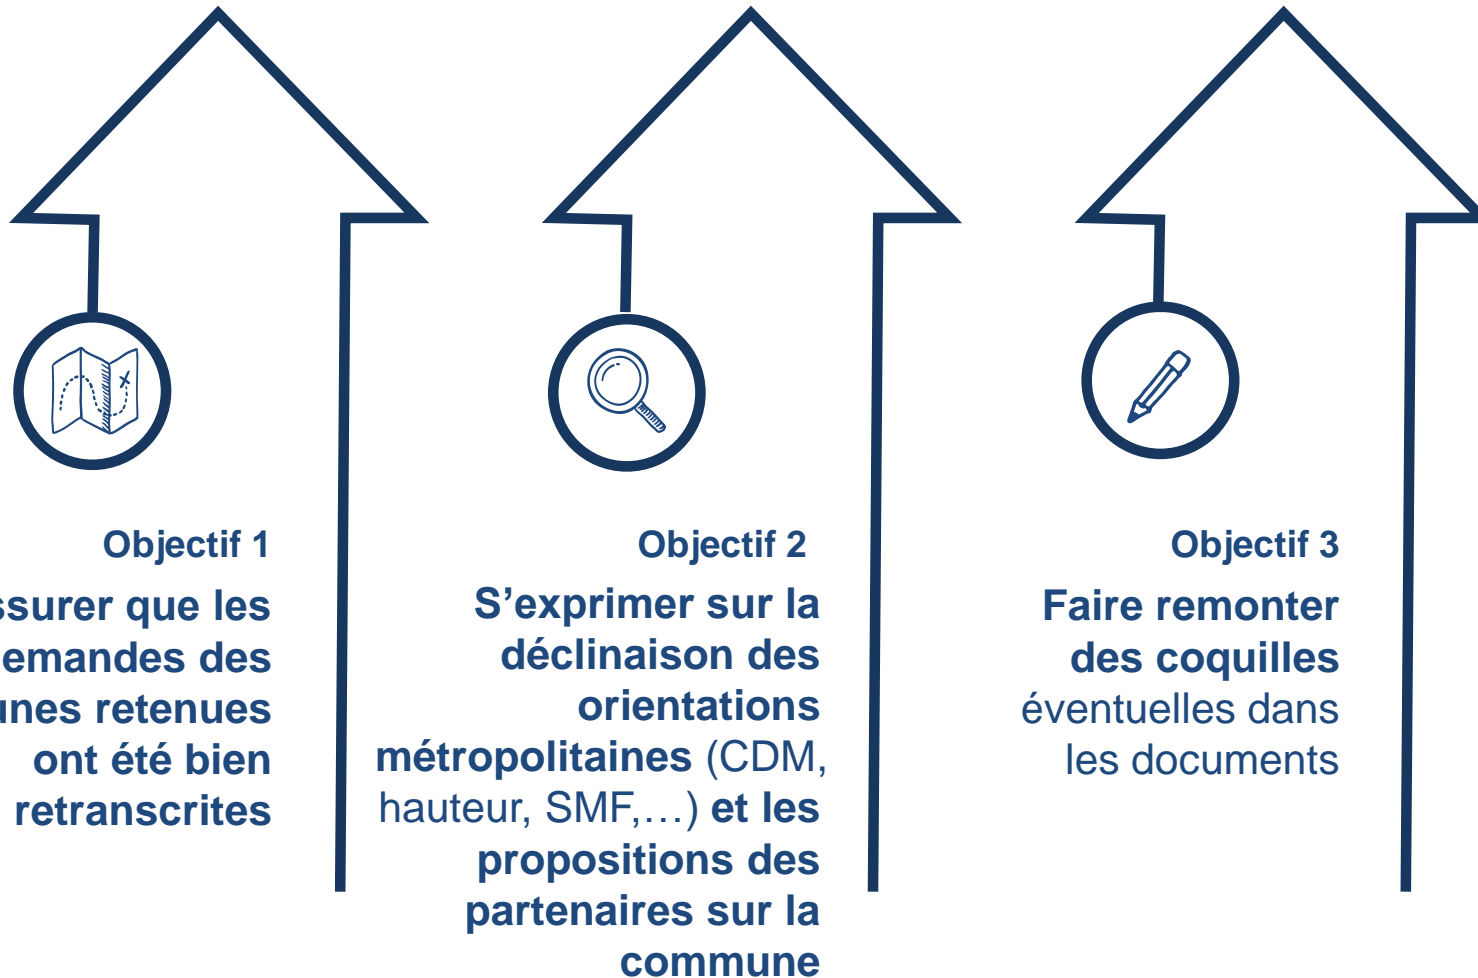 Objectif 1
ssurer que les
emandes des
unes retenues
ont été bien
retranscrites
Objectif 2
S’exprimer sur la
déclinaison des
orientations
métropolitaines (CDM,
hauteur, SMF,…) et les
propositions des
partenaires sur la
commune
Objectif 3
Faire remonter
des coquilles
éventuelles dans
les documents